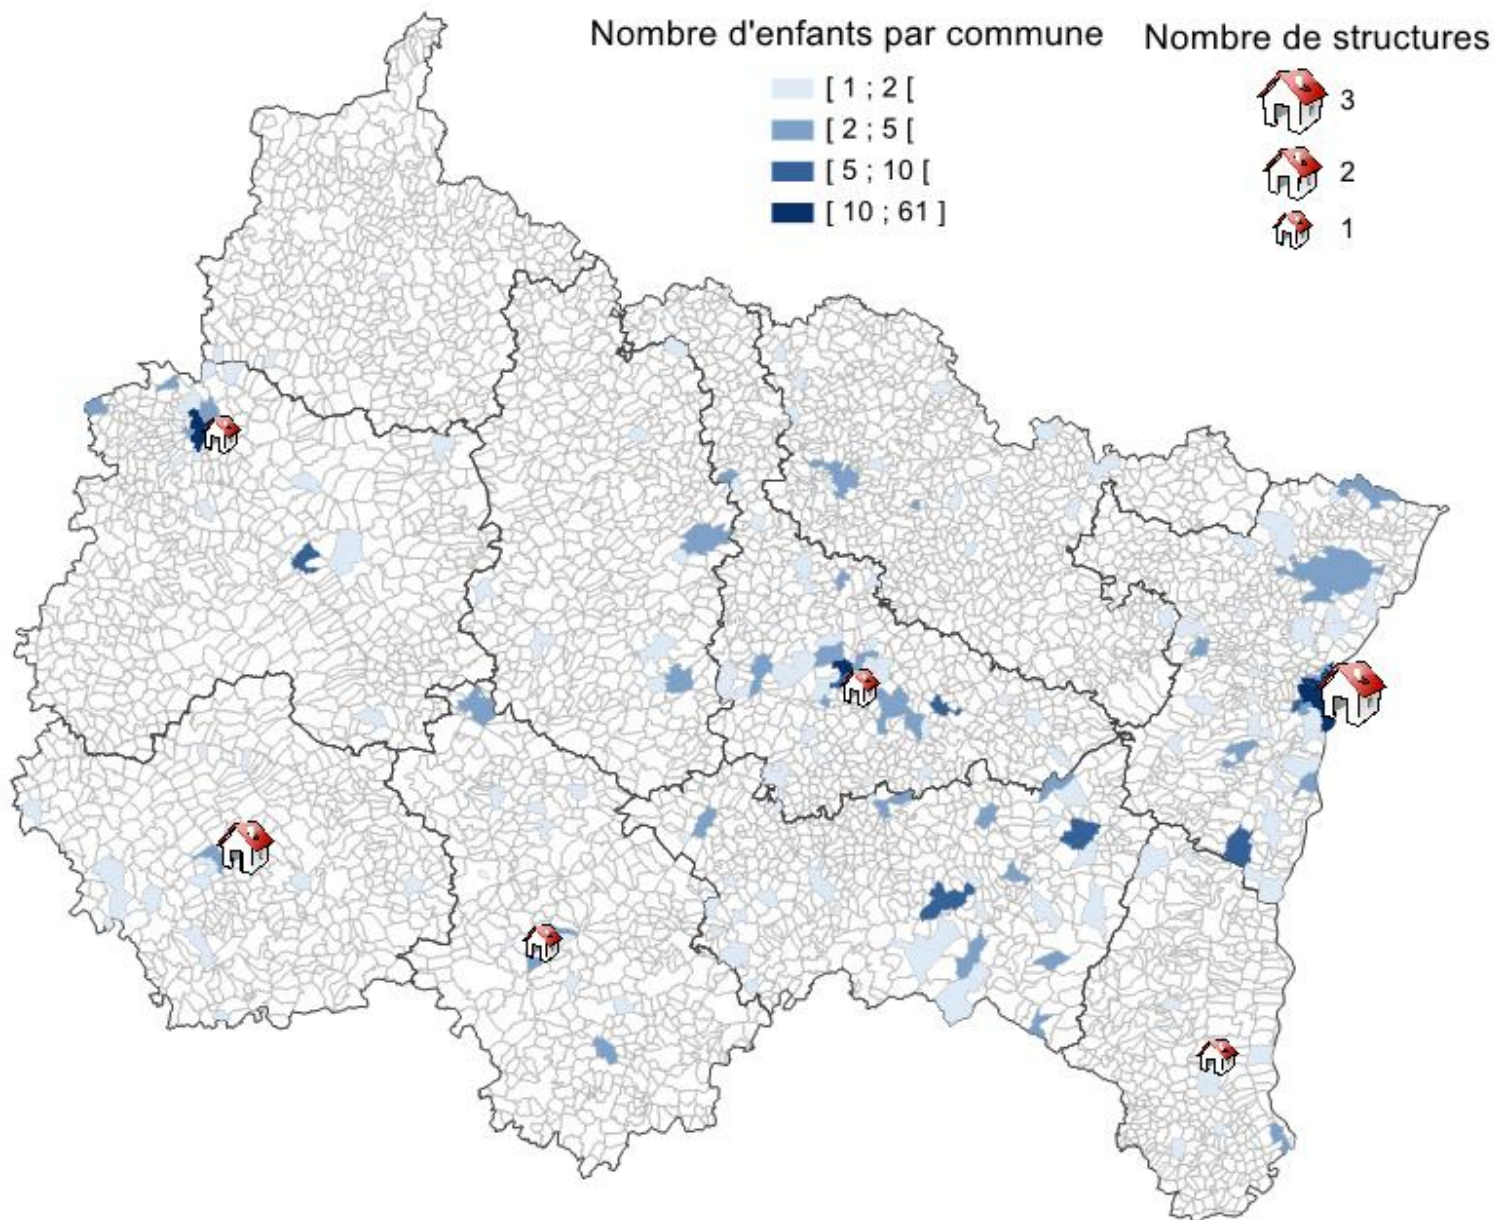 Nombre d'enfants par commune
[ 1 ; 2 [
[ 2 ; 5 [
[ 5 ; 10 [
[ 10 ; 61 ]
Nombre de structures
3
2
1